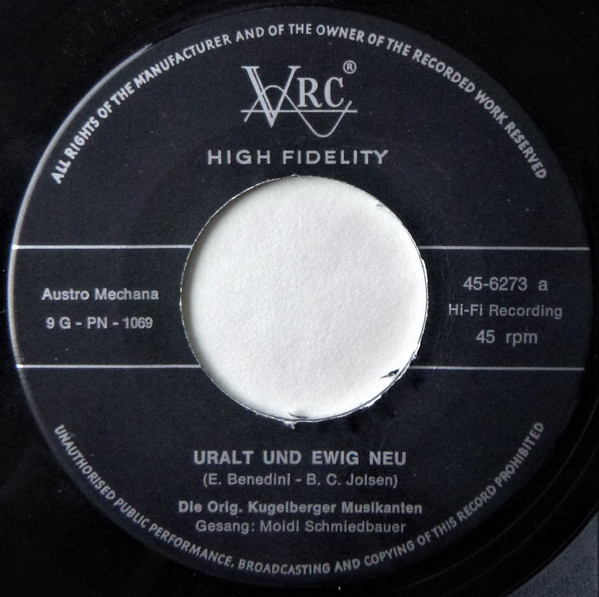 ALL RIGHTS OF THE MANUFACTURER AND OF THE OWNER OF THE RECORDED WORK RESERVED
VRC®
HIGH FIDELITY
Austro Mechana
9 G - PN - 1069
45-6273 a
Hi-Fi Recording
45 rpm
URALT UND EWIG NEU
(E. Benedini - B. C. Jolsen)
Die Orig. Kugelberger Musikanten
Gesang: Moidl Schmiedbauer
UNAUTHORISED PUBLIC PERFORMANCE, BROADCASTING AND COPYING OF THIS RECORD PROHIBITED